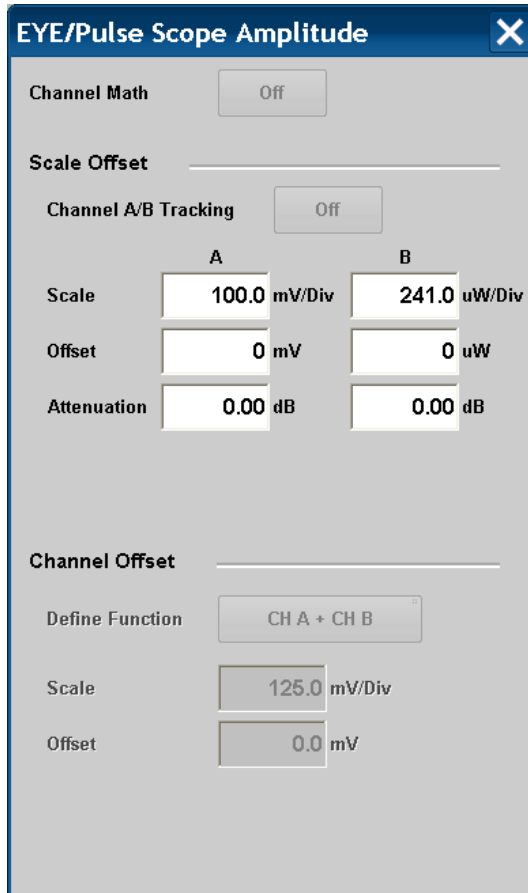 EYE/Pulse Scope Amplitude
Channel Math Off
Scale Offset
Channel A/B Tracking Off
A B
Scale 100.0 mV/Div 241.0 uW/Div
Offset 0 mV 0 uW
Attenuation 0.00 dB 0.00 dB
Channel Offset
Define Function CH A + CH B
Scale 125.0 mV/Div
Offset 0.0 mV